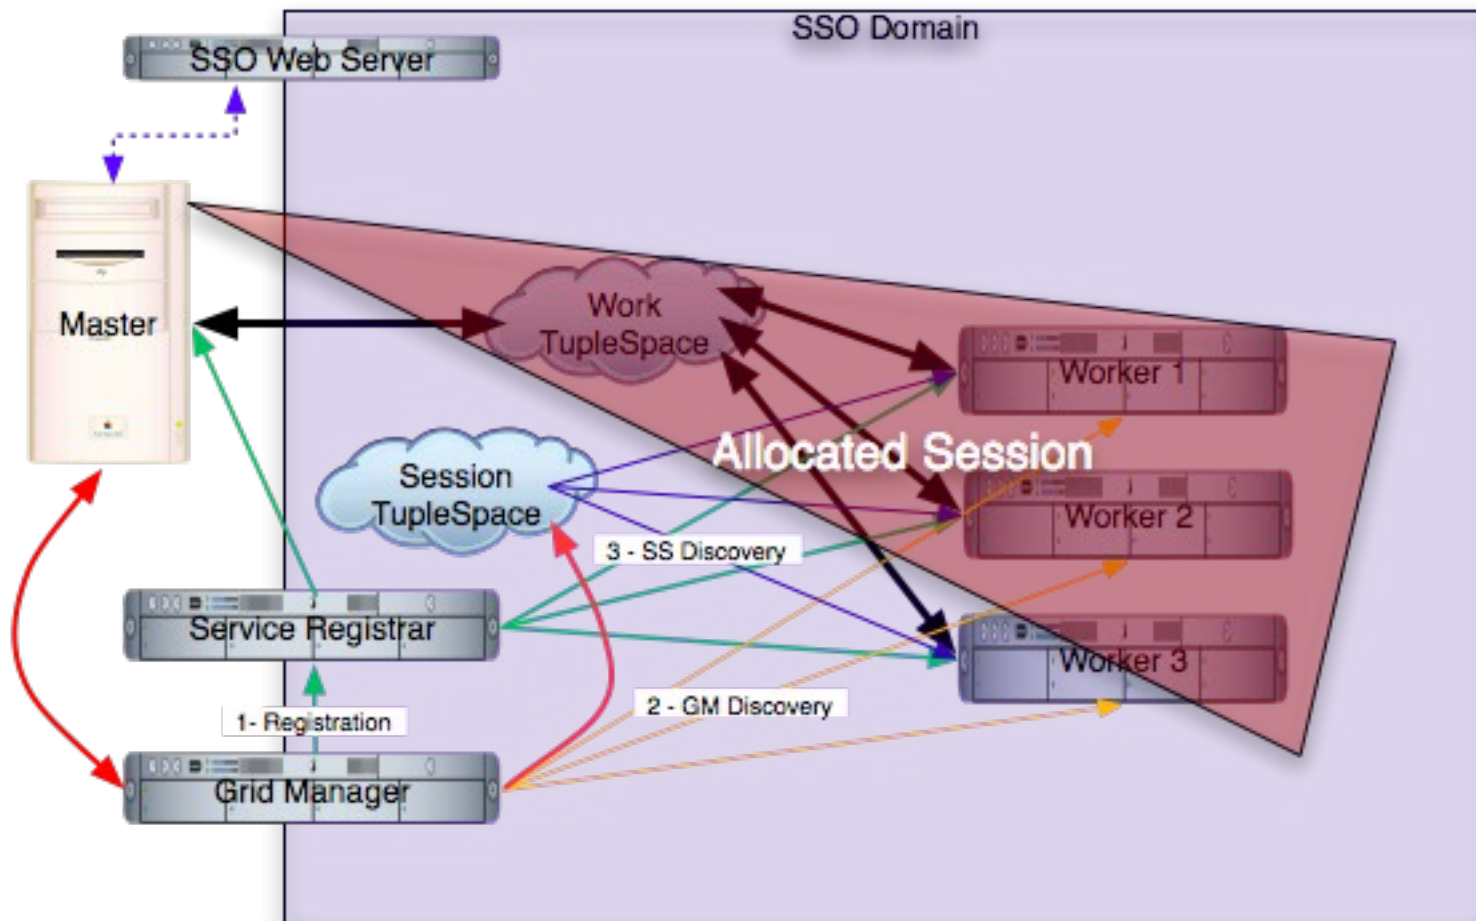 SSO Domain
SSO Web Server
Master
Work
TupleSpace
Worker 1
Allocated Session
Session
TupleSpace
Worker 2
3 - SS Discovery
Service Registrar
Worker 3
2 - GM Discovery
1- Registration
Grid Manager